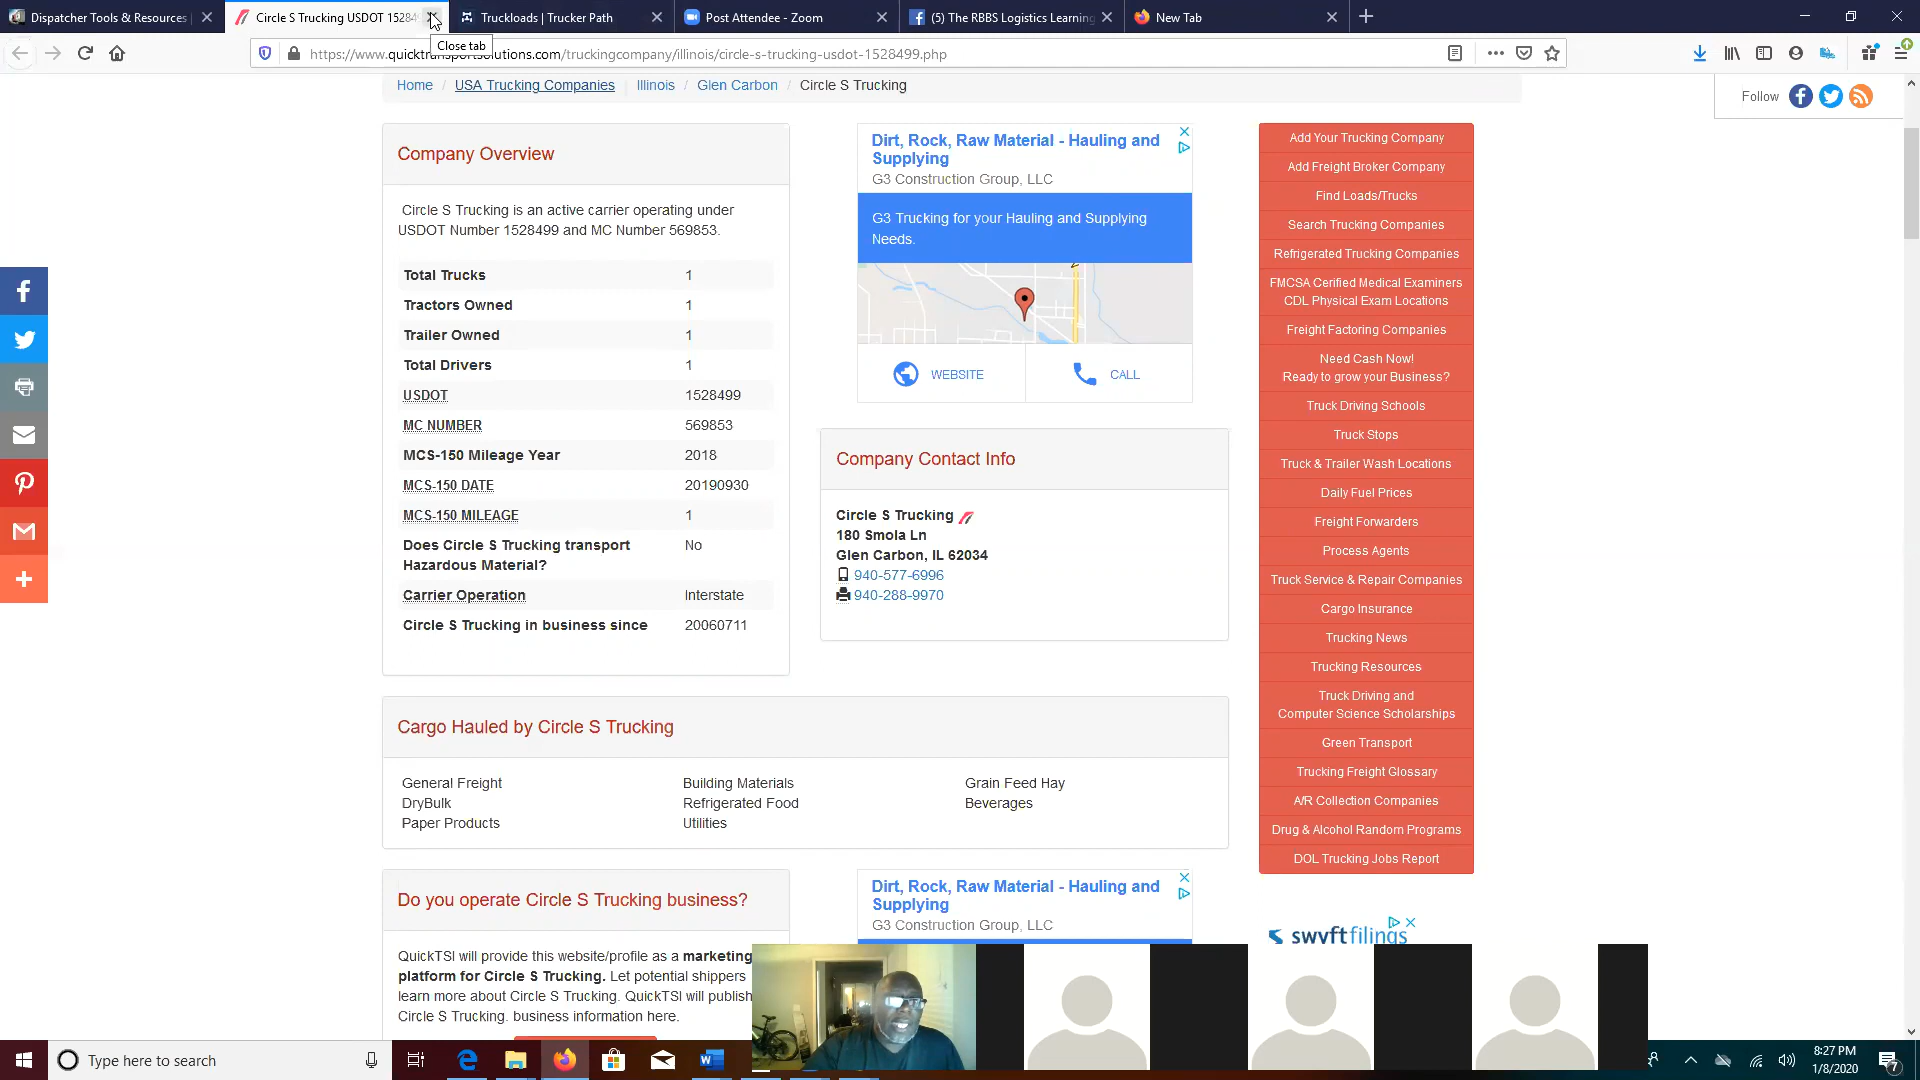 Dispatcher Tools & Resources
Circle S Trucking USDOT 15284
Truckloads | Trucker Path
Post Attendee - Zoom
(5) The RBBS Logistics Learning
New Tab
Close tab
https://www.quicktransportsolutions.com/truckingcompany/illinois/circle-s-trucking-usdot-1528499.php
Home / USA Trucking Companies
Illinois / Glen Carbon / Circle S Trucking
Follow
Company Overview
Circle S Trucking is an active carrier operating under
USDOT Number 1528499 and MC Number 569853.
Total Trucks 1
Tractors Owned 1
Trailer Owned 1
Total Drivers 1
USDOT 1528499
MC NUMBER 569853
MCS-150 Mileage Year 2018
MCS-150 DATE 20190930
MCS-150 MILEAGE 1
Does Circle S Trucking transport No
Hazardous Material?
Carrier Operation Interstate
Circle S Trucking in business since 20060711
Dirt, Rock, Raw Material - Hauling and
Supplying
G3 Construction Group, LLC
G3 Trucking for your Hauling and Supplying
Needs.
WEBSITE
CALL
Company Contact Info
Circle S Trucking
180 Smola Ln
Glen Carbon, IL 62034
940-577-6996
940-288-9970
Add Your Trucking Company
Add Freight Broker Company
Find Loads/Trucks
Search Trucking Companies
Refrigerated Trucking Companies
FMCSA Cerified Medical Examiners
CDL Physical Exam Locations
Freight Factoring Companies
Need Cash Now!
Ready to grow your Business?
Truck Driving Schools
Truck Stops
Truck & Trailer Wash Locations
Daily Fuel Prices
Freight Forwarders
Process Agents
Truck Service & Repair Companies
Cargo Insurance
Trucking News
Trucking Resources
Truck Driving and
Computer Science Scholarships
Green Transport
Trucking Freight Glossary
A/R Collection Companies
Drug & Alcohol Random Programs
DOL Trucking Jobs Report
Cargo Hauled by Circle S Trucking
General Freight
Building Materials
Grain Feed Hay
DryBulk
Refrigerated Food
Beverages
Paper Products
Utilities
Do you operate Circle S Trucking business?
QuickTSI will provide this website/profile as a marketing
platform for Circle S Trucking. Let potential shippers
learn more about Circle S Trucking. QuickTSI will publish
Circle S Trucking. business information here.
Dirt, Rock, Raw Material - Hauling and
Supplying
G3 Construction Group, LLC
swyftfilings
Type here to search
8:27 PM
1/8/2020
7